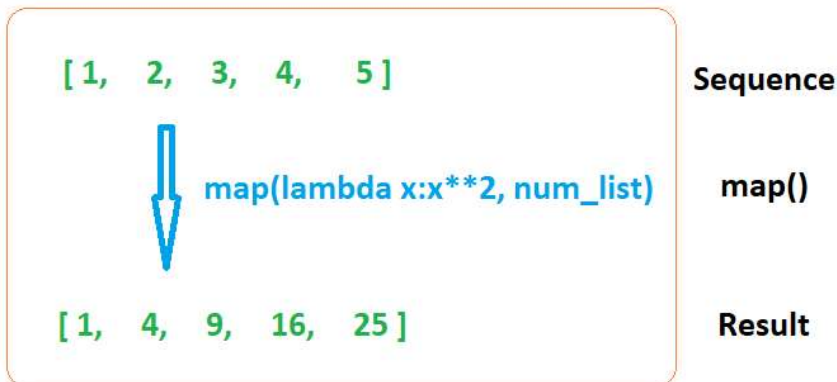 [ 1, 2, 3, 4, 5 ] Sequence
map(lambda x:x**2, num_list) map()
[ 1, 4, 9, 16, 25 ] Result